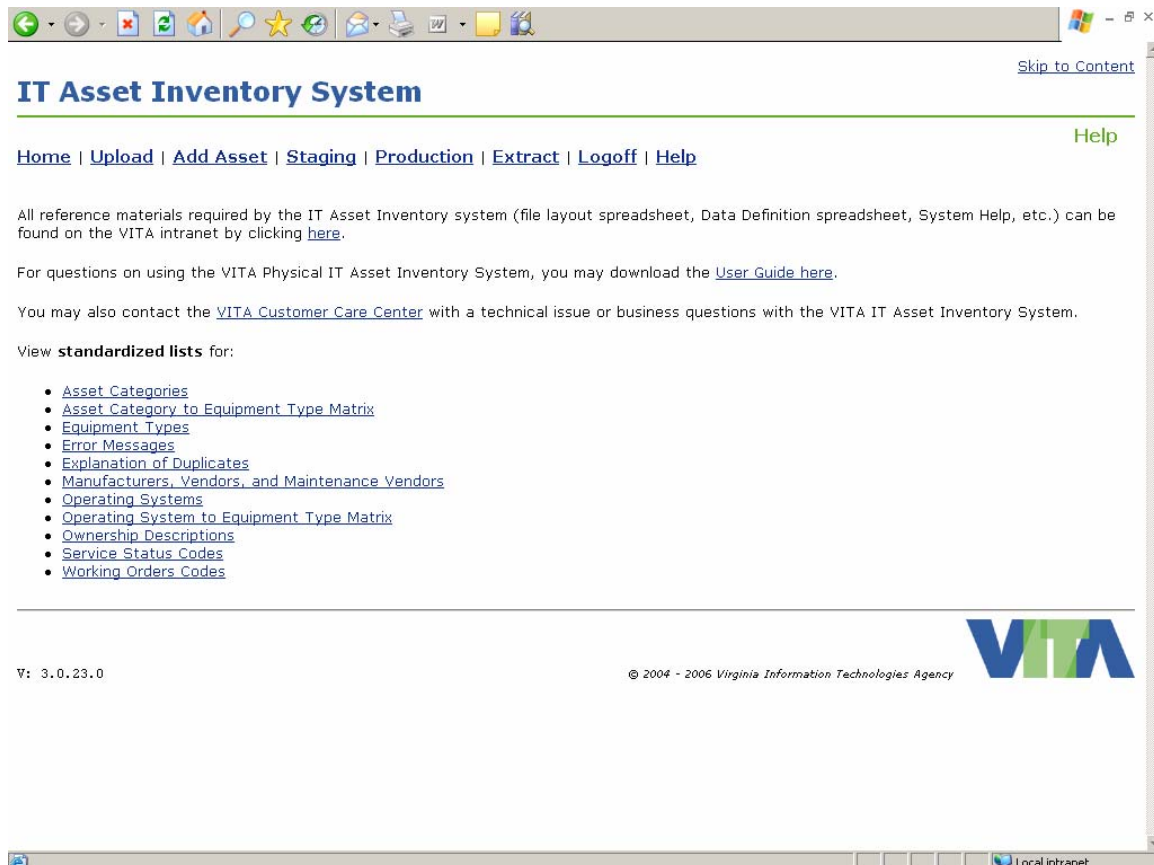 Skip to Content
IT Asset Inventory System
Help
Home | Upload | Add Asset | Staging | Production | Extract | Logoff | Help
All reference materials required by the IT Asset Inventory system (file layout spreadsheet, Data Definition spreadsheet, System Help, etc.) can be
found on the VITA intranet by clicking here.
For questions on using the VITA Physical IT Asset Inventory System, you may download the User Guide here.
You may also contact the VITA Customer Care Center with a technical issue or business questions with the VITA IT Asset Inventory System.
View standardized lists for:
• Asset Categories
• Asset Category to Equipment Type Matrix
• Equipment Types
• Error Messages
• Explanation of Duplicates
• Manufacturers, Vendors, and Maintenance Vendors
• Operating Systems
• Operating System to Equipment Type Matrix
• Ownership Descriptions
• Service Status Codes
• Working Orders Codes
VITA
V: 3.0.23.0
© 2004 - 2006 Virginia Information Technologies Agency
Local intranet